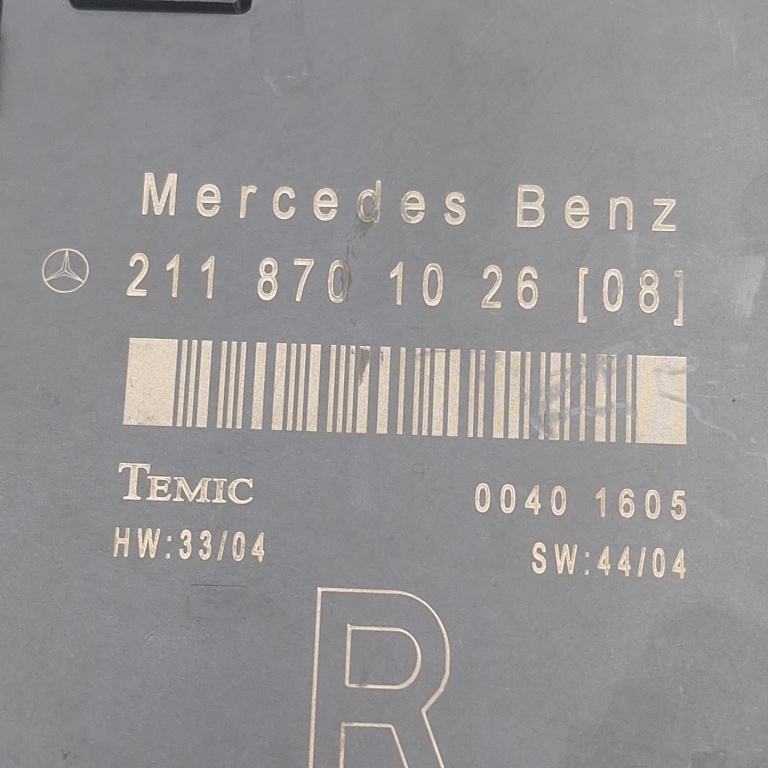 Mercedes Benz
211 870 10 26 [08]
TEMIC
0040 1605
HW:33/04
SW:44/04
R